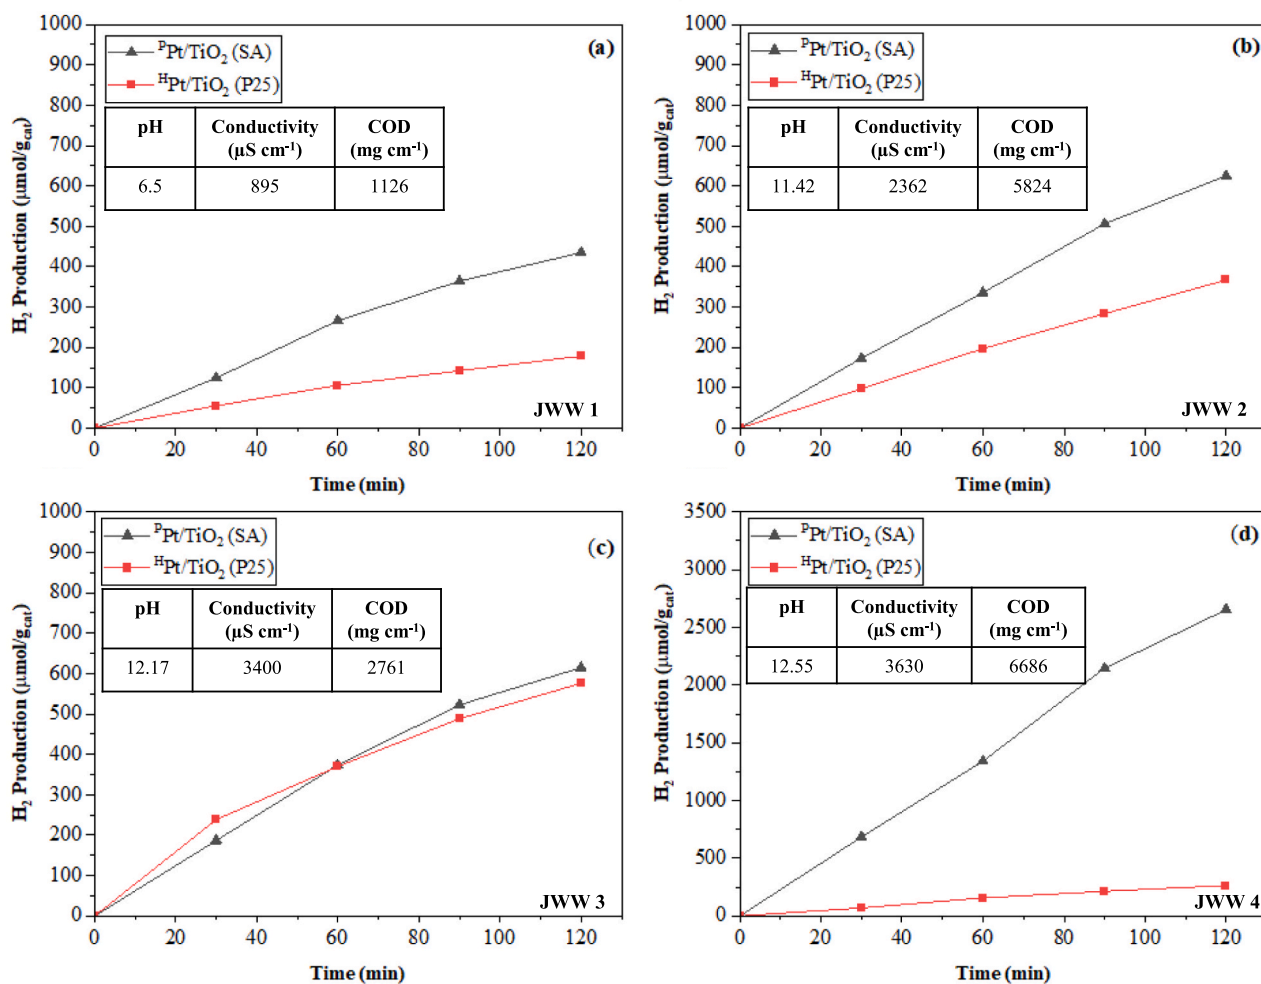 (a)
ᴾPt/TiO₂ (SA)
ᴴPt/TiO₂ (P25)
pH Conductivity (μS cm⁻¹) COD (mg cm⁻¹)
6.5 895 1126
1000
900
800
700
600
500
400
300
200
100
0
H₂ Production (μmol/g_cat)
JWW 1
0 20 40 60 80 100 120
Time (min)
(b)
ᴾPt/TiO₂ (SA)
ᴴPt/TiO₂ (P25)
pH Conductivity (μS cm⁻¹) COD (mg cm⁻¹)
11.42 2362 5824
1000
900
800
700
600
500
400
300
200
100
0
H₂ Production (μmol/g_cat)
JWW 2
0 20 40 60 80 100 120
Time (min)
(c)
ᴾPt/TiO₂ (SA)
ᴴPt/TiO₂ (P25)
pH Conductivity (μS cm⁻¹) COD (mg cm⁻¹)
12.17 3400 2761
1000
900
800
700
600
500
400
300
200
100
0
H₂ Production (μmol/g_cat)
JWW 3
0 20 40 60 80 100 120
Time (min)
(d)
ᴾPt/TiO₂ (SA)
ᴴPt/TiO₂ (P25)
pH Conductivity (μS cm⁻¹) COD (mg cm⁻¹)
12.55 3630 6686
3500
3000
2500
2000
1500
1000
500
0
H₂ Production (μmol/g_cat)
JWW 4
0 20 40 60 80 100 120
Time (min)